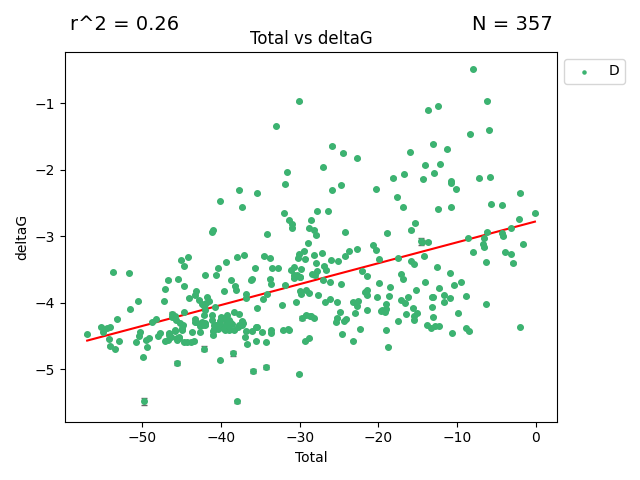 r^2 = 0.26
N = 357
Total vs deltaG
D
deltaG
−1
−2
−3
−4
−5
−50
−40
−30
−20
−10
0
Total